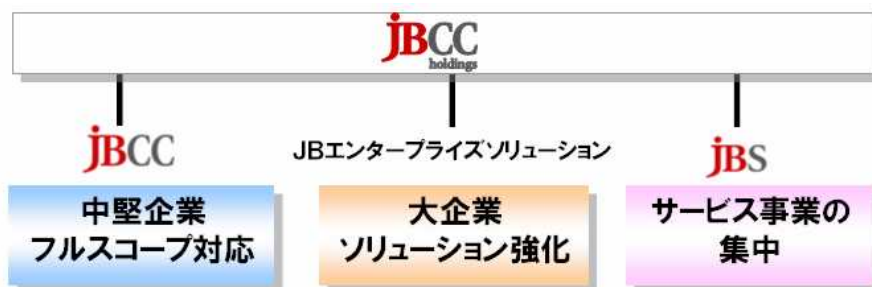 JBCC
holdings
JBCC
JBエンタープライズソリューション
JBS
中堅企業
フルスコープ対応
大企業
ソリューション強化
サービス事業の
集中